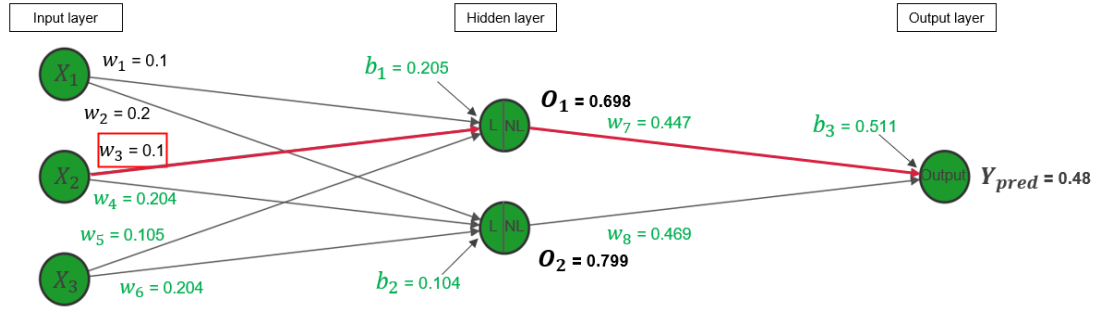 Input layer
Hidden layer
Output layer
X₁
w₁ = 0.1
w₂ = 0.2
w₃ = 0.1
X₂
w₄ = 0.204
w₅ = 0.105
X₃
w₆ = 0.204
b₁ = 0.205
L NL
O₁ = 0.698
w₇ = 0.447
L NL
O₂ = 0.799
b₂ = 0.104
w₈ = 0.469
b₃ = 0.511
Output
Y_pred = 0.48